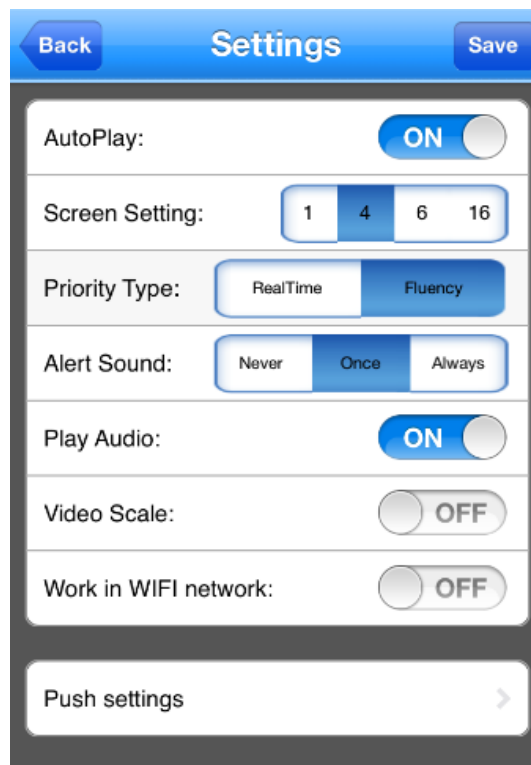 Back Settings Save
AutoPlay: ON
Screen Setting: 1 4 6 16
Priority Type: RealTime Fluency
Alert Sound: Never Once Always
Play Audio: ON
Video Scale: OFF
Work in WIFI network: OFF
Push settings